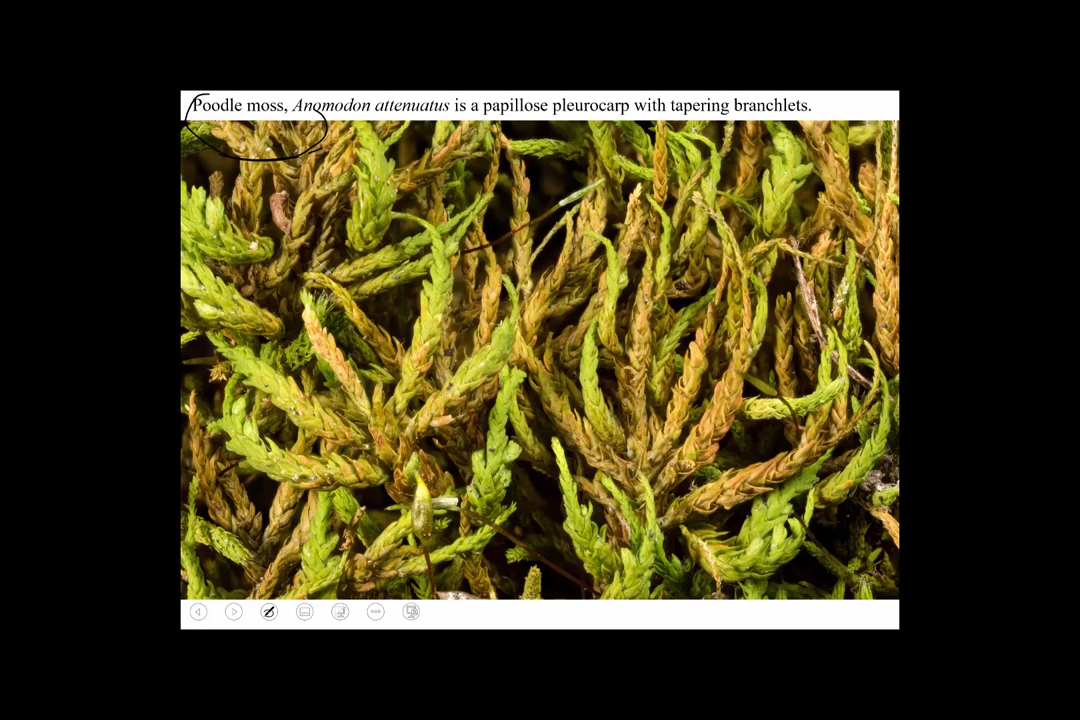 Poodle moss, Anomodon attenuatus is a papillose pleurocarp with tapering branchlets.